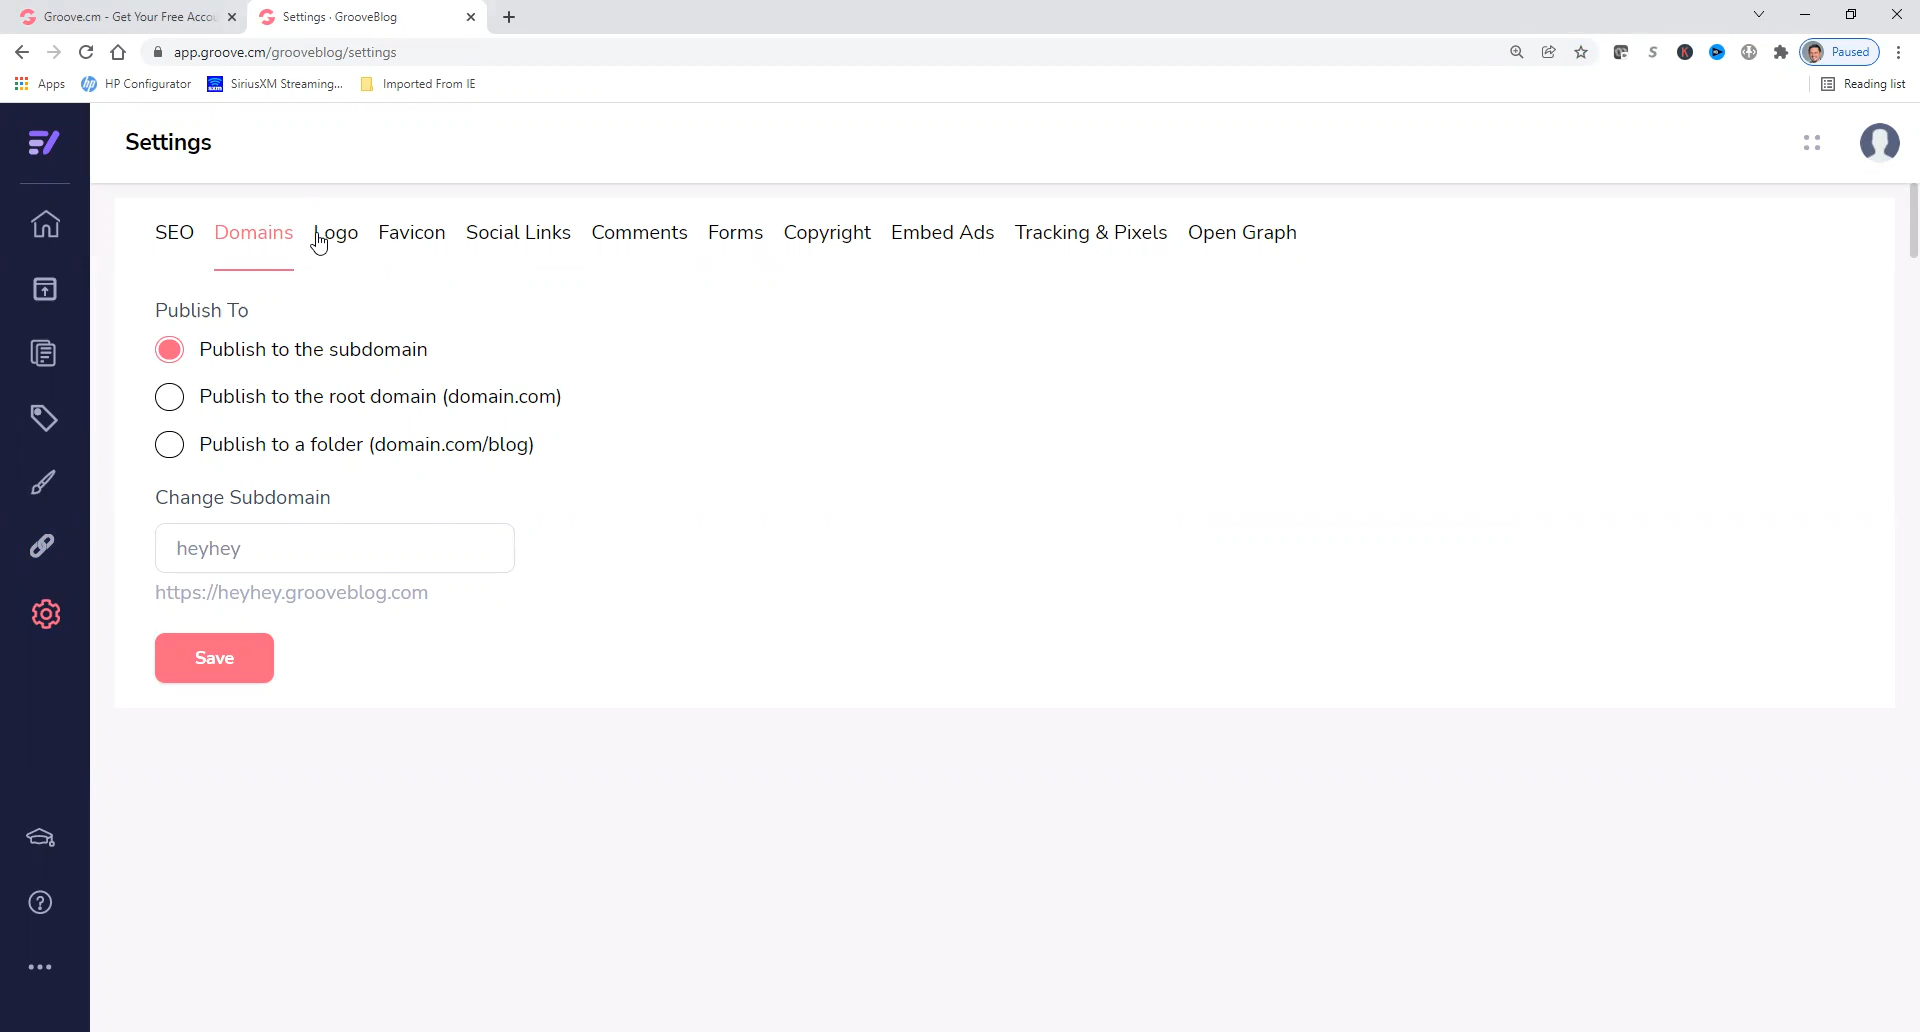 Groove.cm - Get Your Free Accou
Settings · GrooveBlog
app.groove.cm/grooveblog/settings
Paused
Apps
HP Configurator
SiriusXM Streaming...
Imported From IE
Reading list
Settings
SEO Domains Logo Favicon Social Links Comments Forms Copyright Embed Ads Tracking & Pixels Open Graph
Publish To
Publish to the subdomain
Publish to the root domain (domain.com)
Publish to a folder (domain.com/blog)
Change Subdomain
heyhey
https://heyhey.grooveblog.com
Save